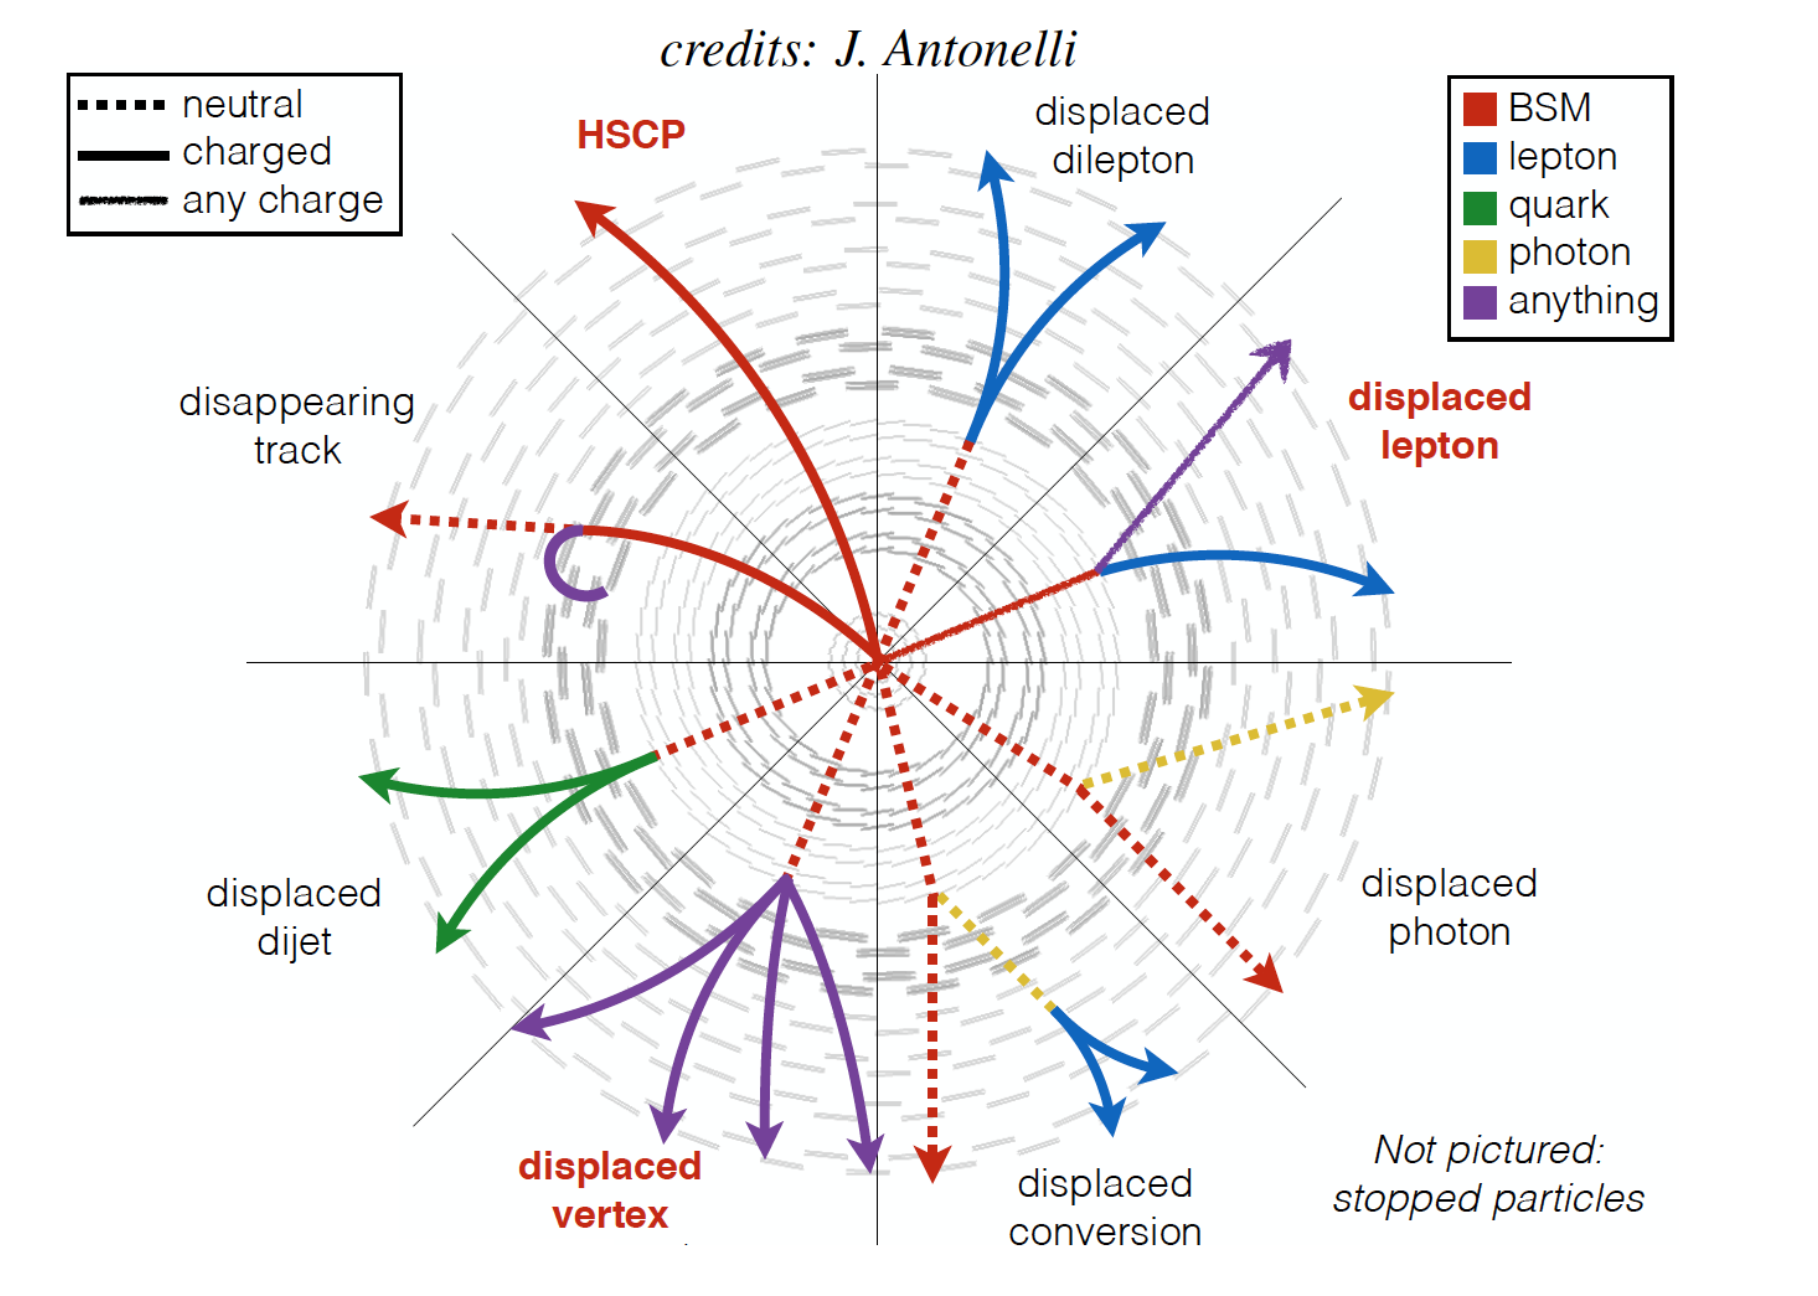 credits: J. Antonelli
neutral
charged
any charge
BSM
lepton
quark
photon
anything
HSCP
displaced
dilepton
displaced
lepton
disappearing
track
displaced
dijet
displaced
photon
displaced
vertex
displaced
conversion
Not pictured:
stopped particles